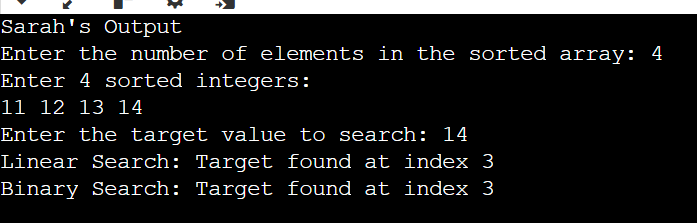 Sarah's Output
Enter the number of elements in the sorted array: 4
Enter 4 sorted integers:
11 12 13 14
Enter the target value to search: 14
Linear Search: Target found at index 3
Binary Search: Target found at index 3